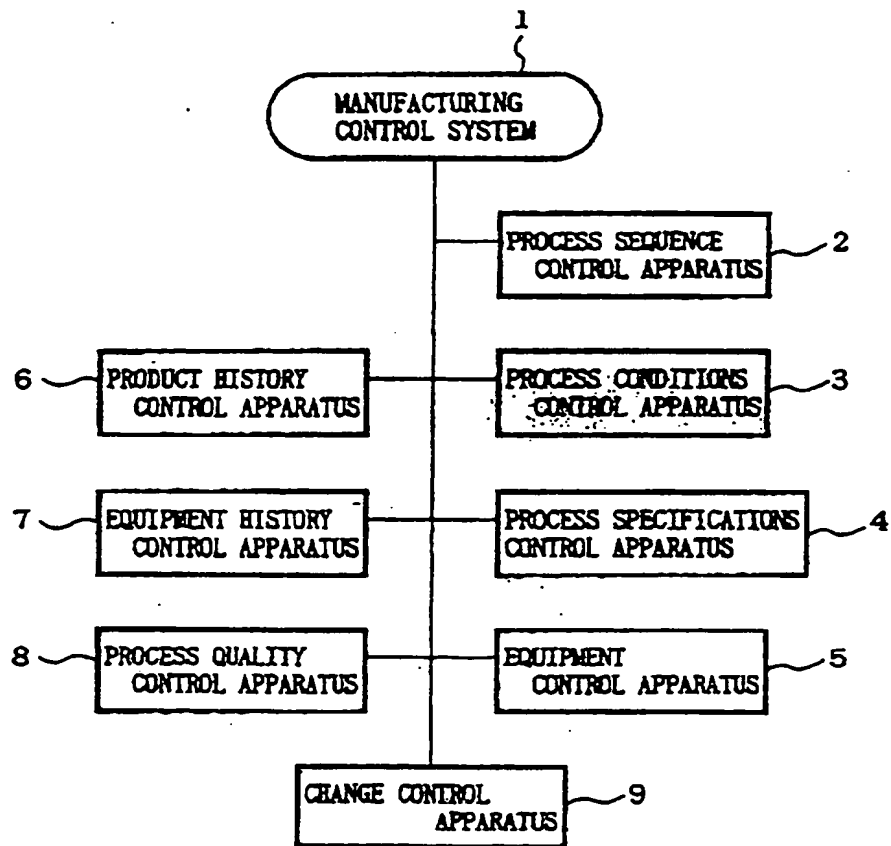 1
MANUFACTURING
CONTROL SYSTEM
PROCESS SEQUENCE
CONTROL APPARATUS
2
6
PRODUCT HISTORY
CONTROL APPARATUS
PROCESS CONDITIONS
CONTROL APPARATUS
3
7
EQUIPMENT HISTORY
CONTROL APPARATUS
PROCESS SPECIFICATIONS
CONTROL APPARATUS
4
8
PROCESS QUALITY
CONTROL APPARATUS
EQUIPMENT
CONTROL APPARATUS
5
CHANGE CONTROL
APPARATUS
9